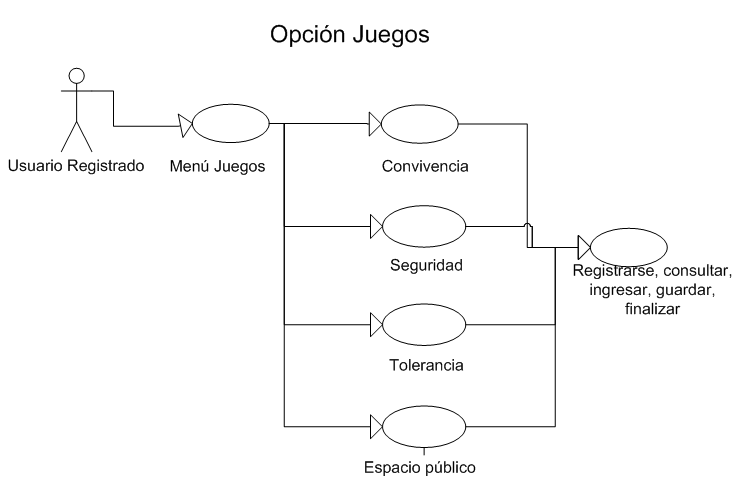 Opción Juegos
Usuario Registrado
Menú Juegos
Convivencia
Seguridad
Registrarse, consultar,
ingresar, guardar,
finalizar
Tolerancia
Espacio público